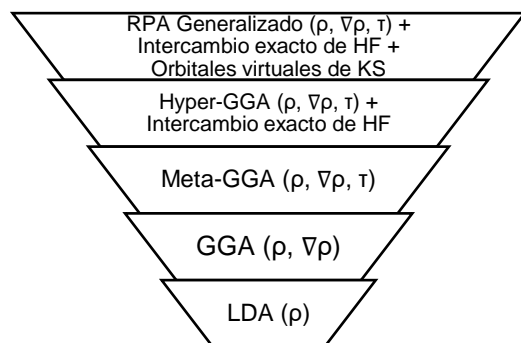 RPA Generalizado (ρ, ∇ρ, τ) +
Intercambio exacto de HF +
Orbitales virtuales de KS
Hyper-GGA (ρ, ∇ρ, τ) +
Intercambio exacto de HF
Meta-GGA (ρ, ∇ρ, τ)
GGA (ρ, ∇ρ)
LDA (ρ)